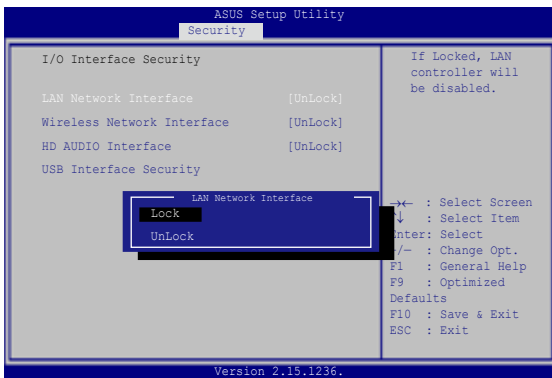 ASUS Setup Utility
Security
I/O Interface Security
LAN Network Interface [UnLock]
Wireless Network Interface [UnLock]
HD AUDIO Interface [UnLock]
USB Interface Security
LAN Network Interface
Lock
UnLock
If Locked, LAN
controller will
be disabled.
→← : Select Screen
↑↓ : Select Item
Enter: Select
+/— : Change Opt.
F1 : General Help
F9 : Optimized
Defaults
F10 : Save & Exit
ESC : Exit
Version 2.15.1236.